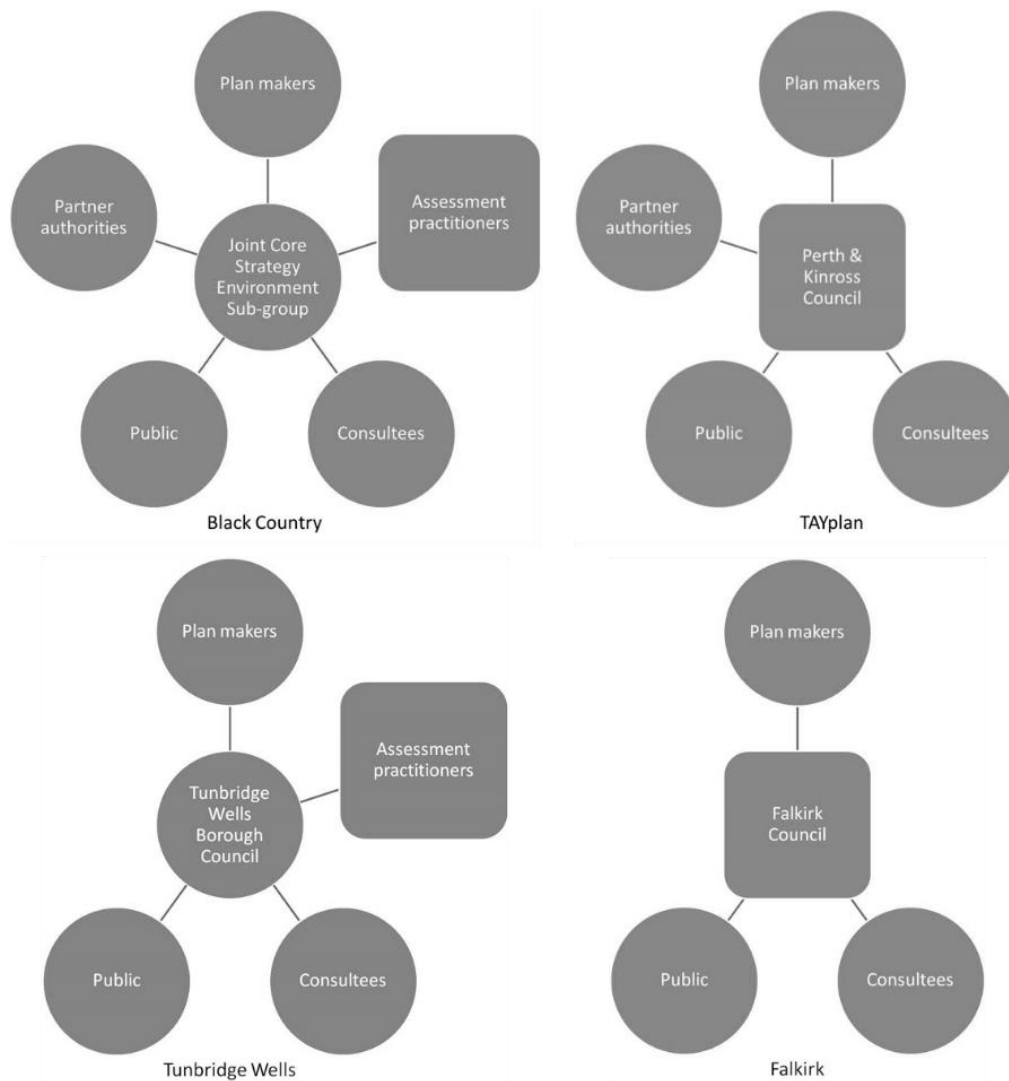 Plan makers
Partner
authorities
Assessment
practitioners
Joint Core
Strategy
Environment
Sub-group
Public
Consultees
Black Country
Plan makers
Partner
authorities
Perth &
Kinross
Council
Public
Consultees
TAYplan
Plan makers
Assessment
practitioners
Tunbridge
Wells
Borough
Council
Public
Consultees
Tunbridge Wells
Plan makers
Falkirk
Council
Public
Consultees
Falkirk